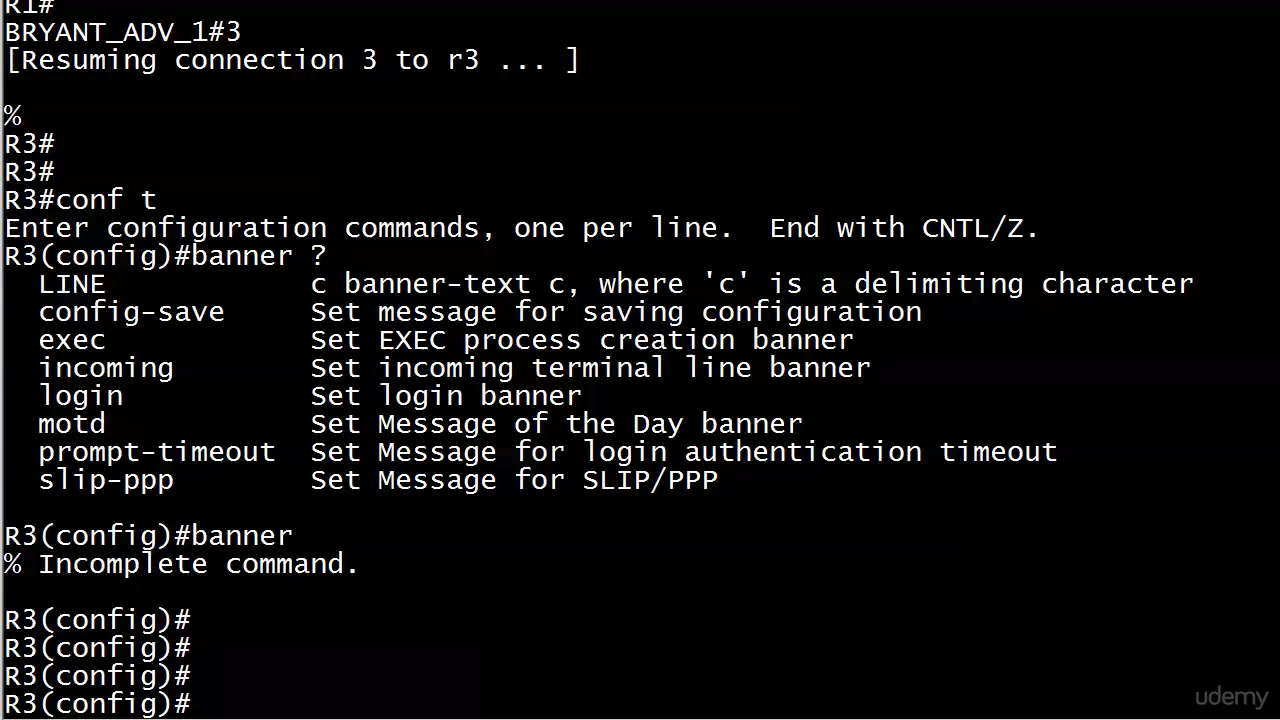 R1#
BRYANT_ADV_1#3
[Resuming connection 3 to r3 ... ]
%
R3#
R3#
R3#conf t
Enter configuration commands, one per line.  End with CNTL/Z.
R3(config)#banner ?
  LINE            c banner-text c, where 'c' is a delimiting character
  config-save     Set message for saving configuration
  exec            Set EXEC process creation banner
  incoming        Set incoming terminal line banner
  login           Set login banner
  motd            Set Message of the Day banner
  prompt-timeout  Set Message for login authentication timeout
  slip-ppp        Set Message for SLIP/PPP
R3(config)#banner
% Incomplete command.
R3(config)#
R3(config)#
R3(config)#
R3(config)#
udemy